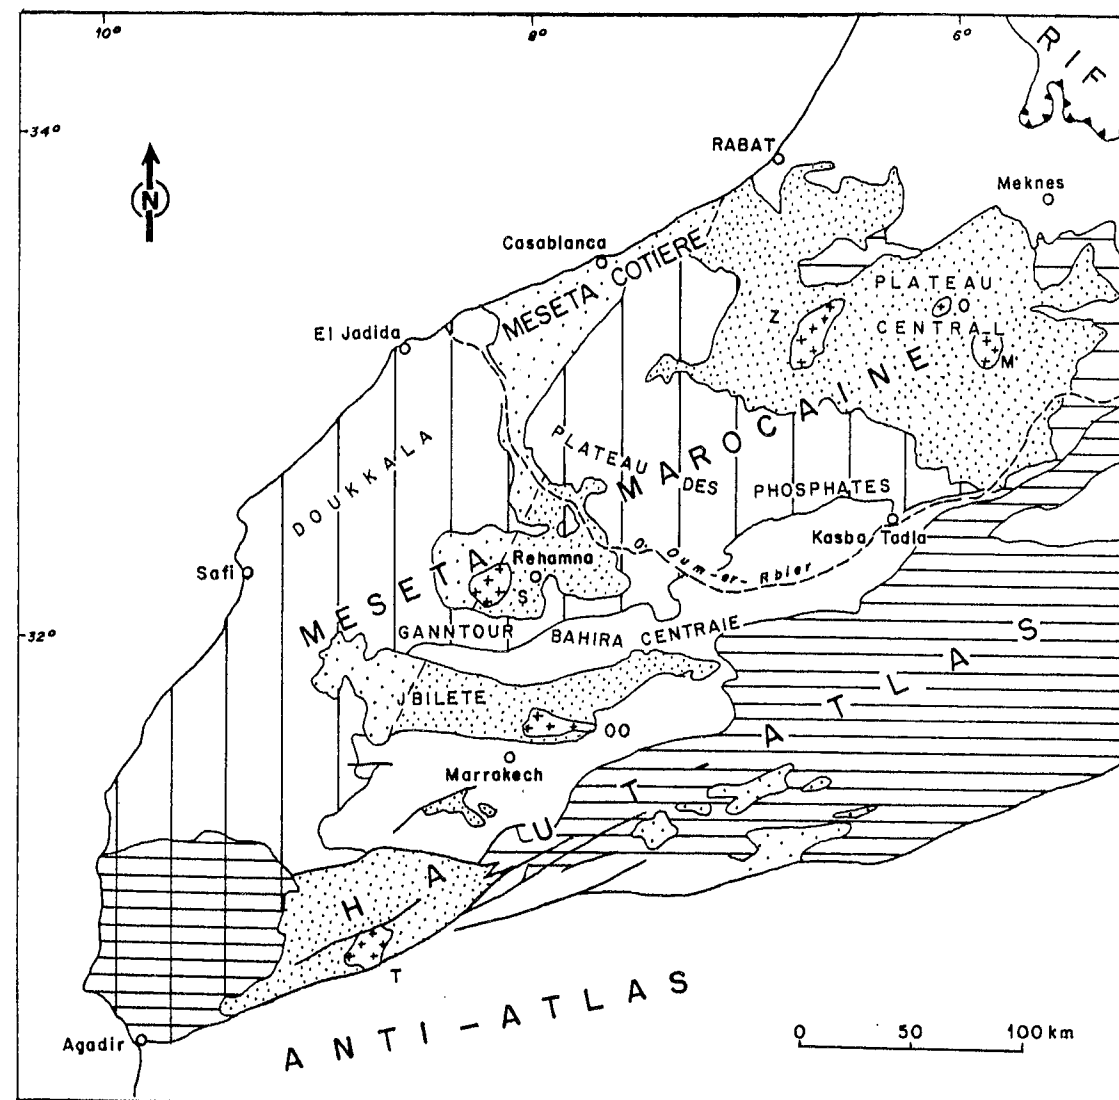 10°
8°
6°
RIF
34°
RABAT
N
Meknes
Casablanca
MESETA COTIERE
PLATEAU
O
Z
CENTRAL
M
El Jadida
MESETA MAROCAINE
DOUKKALA
PLATEAU
DES
PHOSPHATES
Kasba Tadla
O. Oum-er-Rbier
Rehamna
Safi
S
32°
GANNTOUR
BAHIRA CENTRAIE
JBILETE
OO
Marrakech
HAUT ATLAS
T
ANTI-ATLAS
Agadir
0
50
100 km